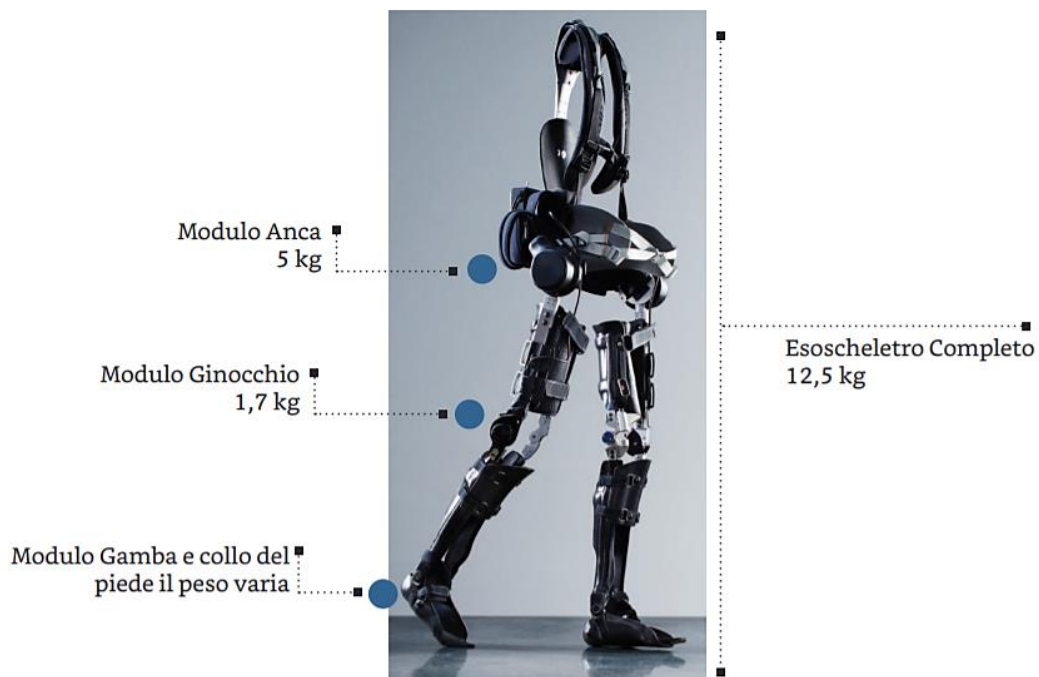 Modulo Anca
5 kg
Modulo Ginocchio
1,7 kg
Modulo Gamba e collo del
piede il peso varia
Esoscheletro Completo
12,5 kg